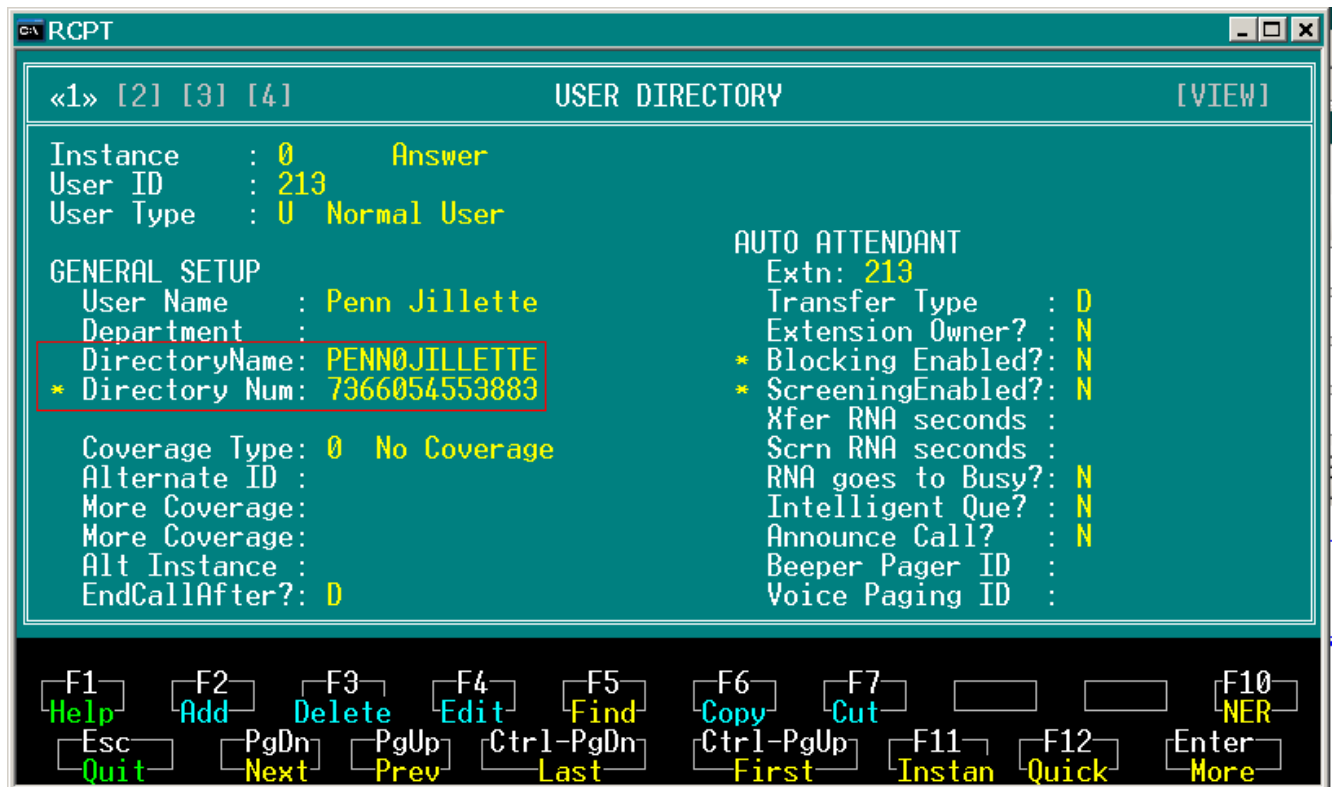 RCPT
«1» [2] [3] [4] USER DIRECTORY [VIEW]
Instance : 0 Answer
User ID : 213
User Type : U Normal User
GENERAL SETUP
User Name : Penn Jillette
Department :
DirectoryName: PENN0JILLETTE
* Directory Num: 7366054553883
Coverage Type: 0 No Coverage
Alternate ID :
More Coverage:
More Coverage:
Alt Instance :
EndCallAfter?: D
AUTO ATTENDANT
Extn: 213
Transfer Type : D
Extension Owner? : N
* Blocking Enabled?: N
* ScreeningEnabled?: N
Xfer RNA seconds :
Scrn RNA seconds :
RNA goes to Busy?: N
Intelligent Que? : N
Announce Call? : N
Beeper Pager ID :
Voice Paging ID :
F1 F2 F3 F4 F5 F6 F7 F10
Help Add Delete Edit Find Copy Cut NER
Esc PgDn PgUp Ctrl-PgDn Ctrl-PgUp F11 F12 Enter
Quit Next Prev Last First Instan Quick More